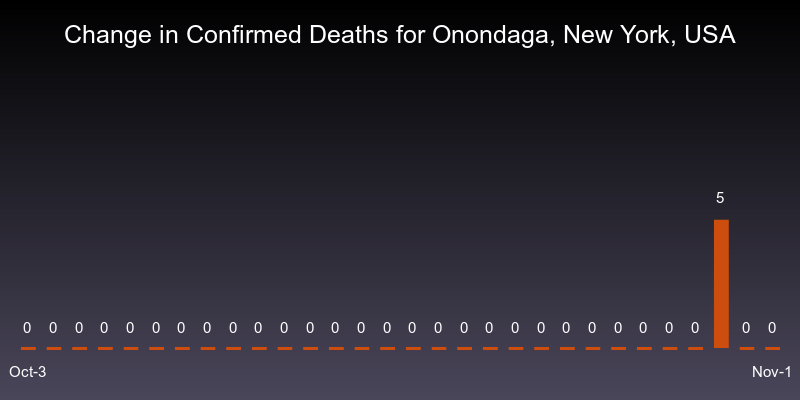 Change in Confirmed Deaths for Onondaga, New York, USA
5
0 0 0 0 0 0 0 0 0 0 0 0 0 0 0 0 0 0 0 0 0 0 0 0 0 0 0 0 0
Oct-3 Nov-1